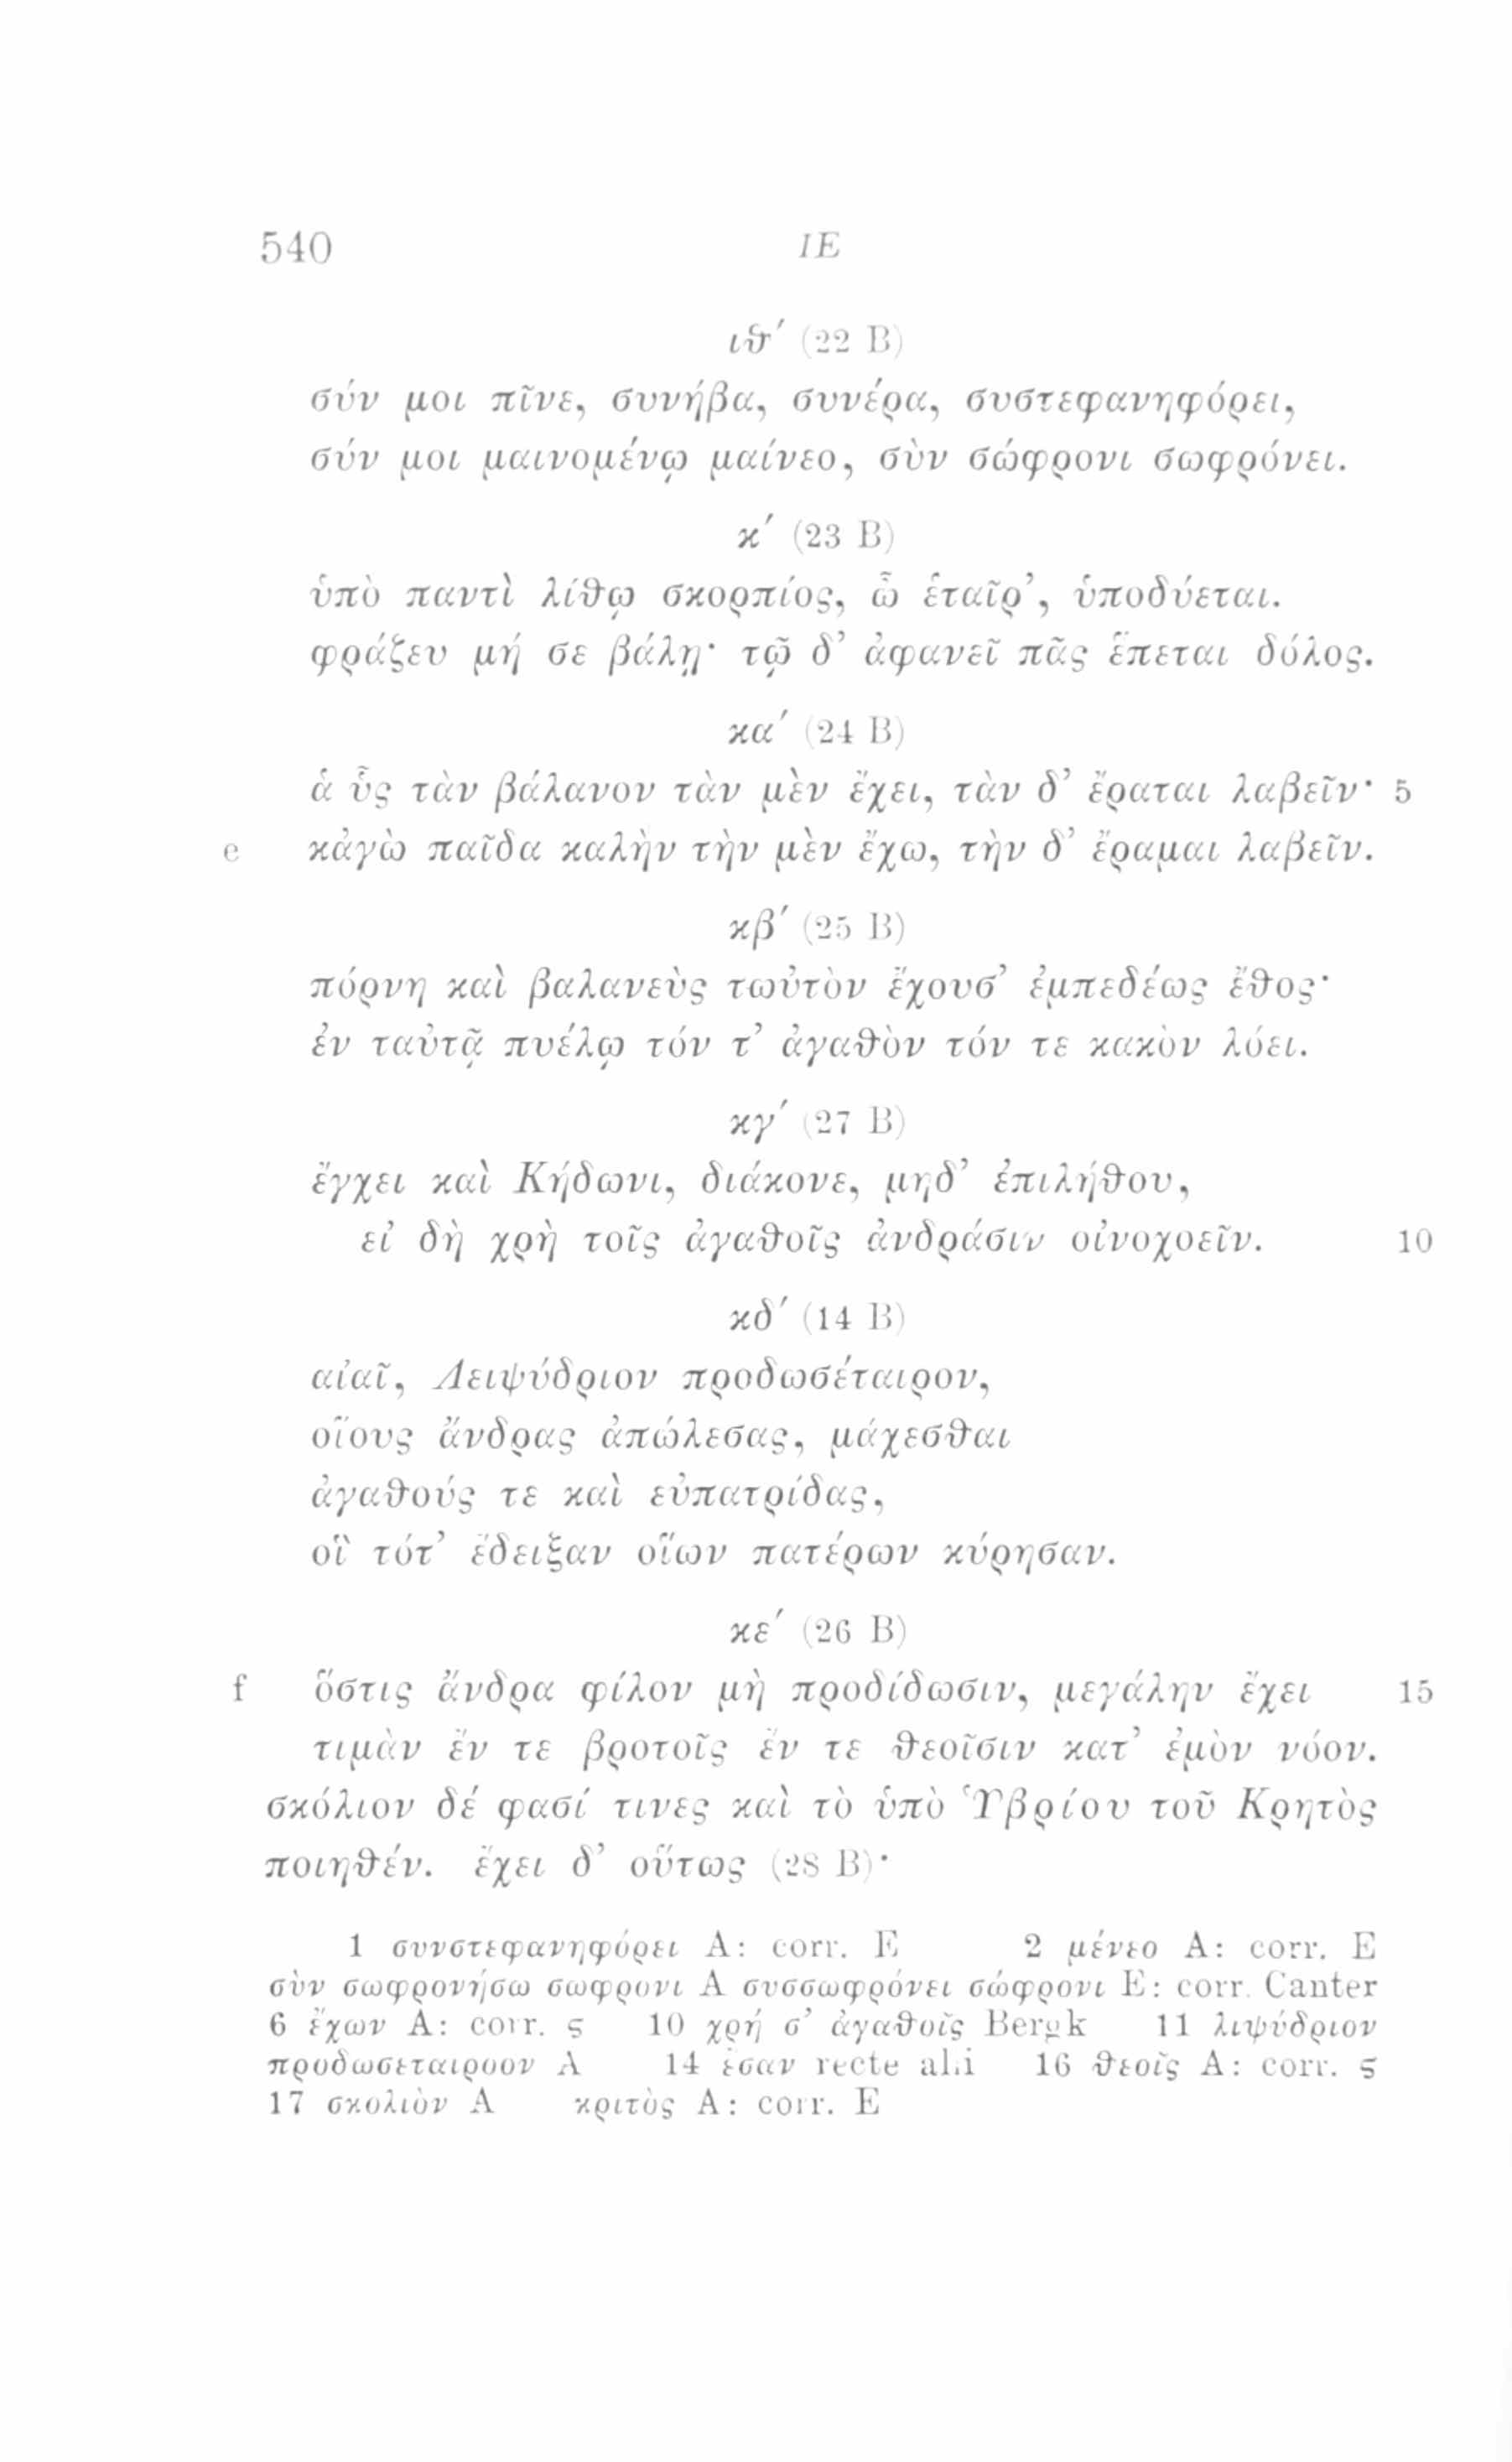 540 ΙΕ
ιθ′ (22 B)
σύν μοι πῖνε, συνήβα, συνέρα, συστεφανηφόρει,
σύν μοι μαινομένῳ μαίνεο, σὺν σώφρονι σωφρόνει.
κ′ (23 B)
ὑπὸ παντὶ λίθῳ σκορπίος, ὦ ἑταῖρ’, ὑποδύεται.
φράζευ μή σε βάλῃ· τῷ δ’ ἀφανεῖ πᾶς ἕπεται δόλος.
κα′ (24 B)
ἁ ὗς τὰν βάλανον τὰν μὲν ἔχει, τὰν δ’ ἔραται λαβεῖν· 5
e κἀγὼ παῖδα καλὴν τὴν μὲν ἔχω, τὴν δ’ ἔραμαι λαβεῖν.
κβ′ (25 B)
πόρνη καὶ βαλανεὺς τωὐτὸν ἔχουσ’ ἐμπεδέως ἔθος·
ἐν ταὐτᾷ πυέλῳ τόν τ’ ἀγαθὸν τόν τε κακὸν λόει.
κγ′ (27 B)
ἔγχει καὶ Κήδωνι, διάκονε, μηδ’ ἐπιλήθου,
εἰ δὴ χρὴ τοῖς ἀγαθοῖς ἀνδράσιν οἰνοχοεῖν. 10
κδ′ (14 B)
αἰαῖ, Λειψύδριον προδωσέταιρον,
οἵους ἄνδρας ἀπώλεσας, μάχεσθαι
ἀγαθούς τε καὶ εὐπατρίδας,
οἳ τότ’ ἔδειξαν οἵων πατέρων κύρησαν.
κε′ (26 B)
f ὅστις ἄνδρα φίλον μὴ προδίδωσιν, μεγάλην ἔχει 15
τιμὰν ἔν τε βροτοῖς ἔν τε θεοῖσιν κατ’ ἐμὸν νόον.
σκόλιον δέ φασί τινες καὶ τὸ ὑπὸ Ὑβρίου τοῦ Κρητὸς
ποιηθέν. ἔχει δ’ οὕτως (28 B)·
1 συνστεφανηφόρει A: corr. E 2 μένεο A: corr. E
σὺν σωφρονήσω σωφρονι A συσσωφρόνει σώφρονι E: corr. Canter
6 ἔχων A: corr. ς 10 χρή σ’ ἀγαθοῖς Bergk 11 λιψύδριον
προδωσεταιροον A 14 ἔσαν recte alii 16 θεοῖς A: corr. ς
17 σκολιὸν A κριτὸς A: corr. E